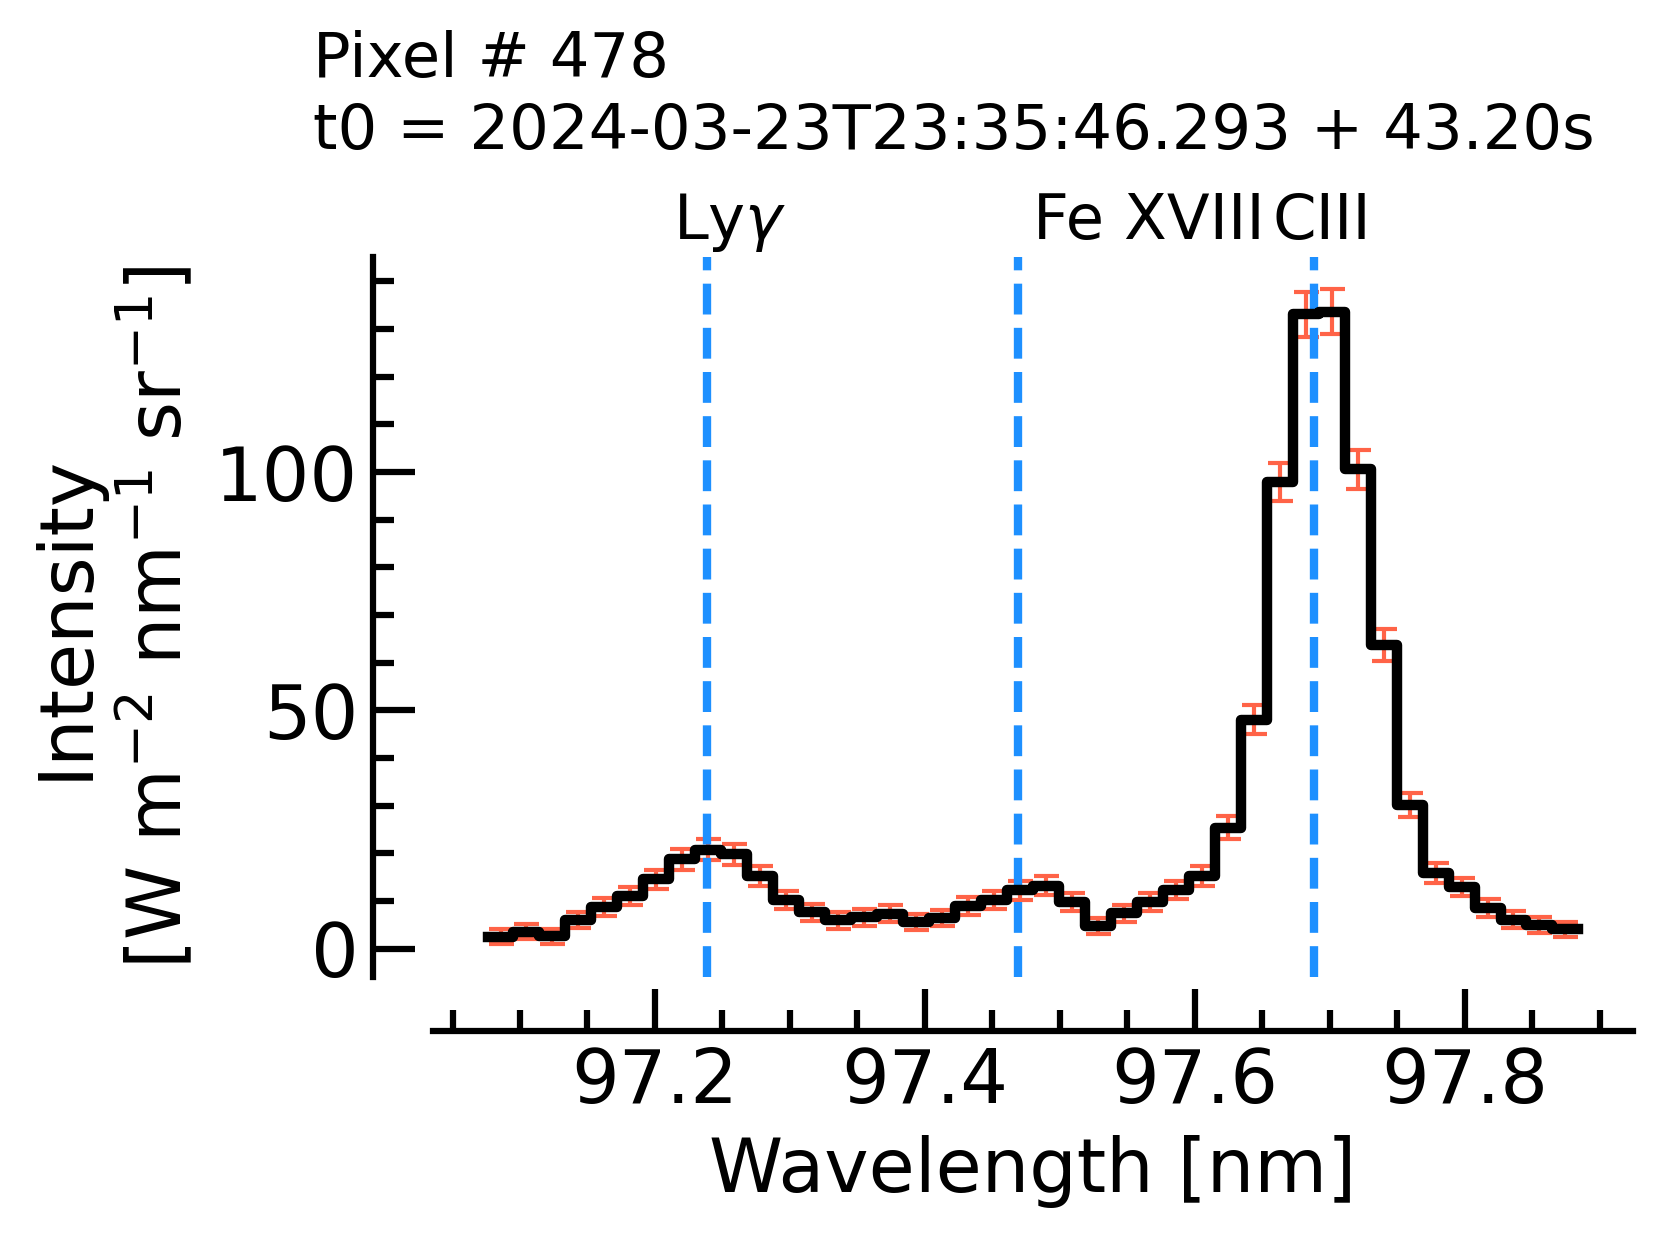 Pixel # 478
t0 = 2024-03-23T23:35:46.293 + 43.20s
Lyγ Fe XVIII CIII
Intensity
[W m⁻² nm⁻¹ sr⁻¹]
100
50
0
97.2 97.4 97.6 97.8
Wavelength [nm]